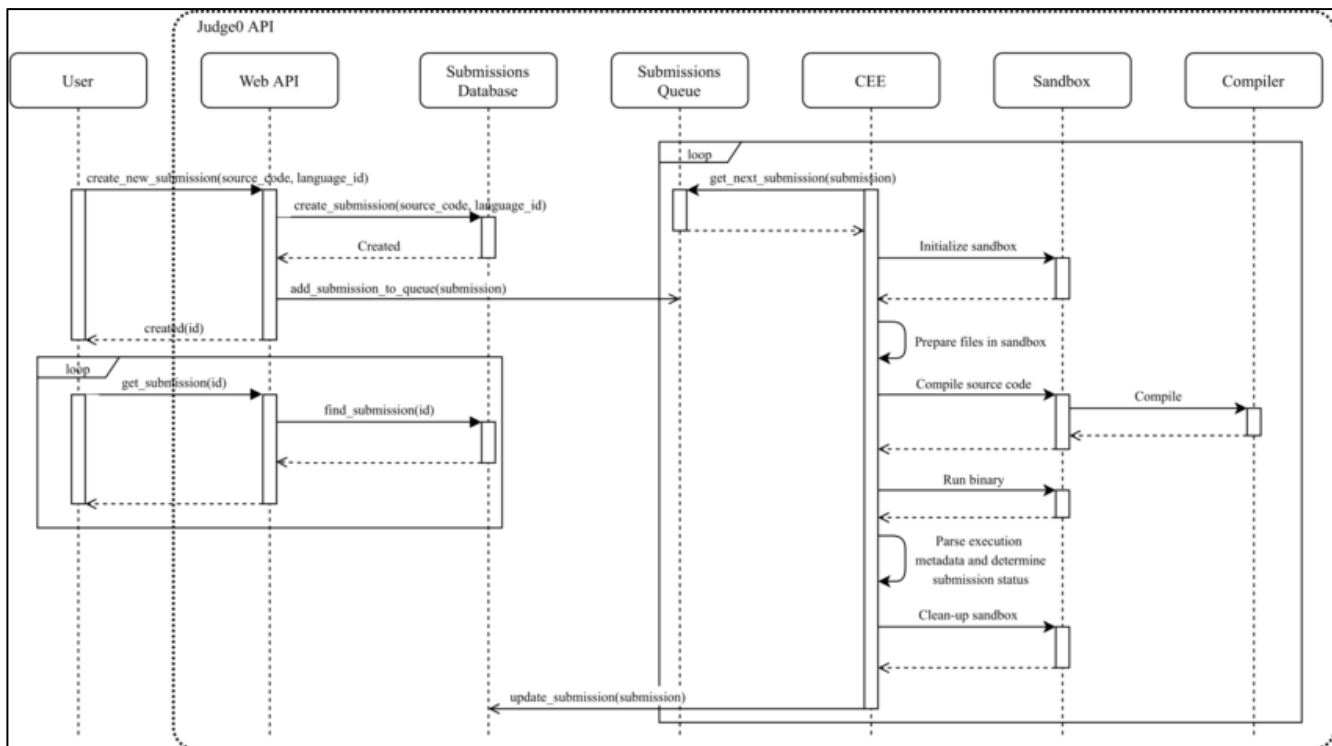 Judge0 API
User
Web API
Submissions
Database
Submissions
Queue
CEE
Sandbox
Compiler
loop
create_new_submission(source_code, language_id)
get_next_submission(submission)
create_submission(source_code, language_id)
Created
Initialize sandbox
add_submission_to_queue(submission)
created(id)
Prepare files in sandbox
loop
get_submission(id)
Compile source code
Compile
find_submission(id)
Run binary
Parse execution
metadata and determine
submission status
Clean-up sandbox
update_submission(submission)